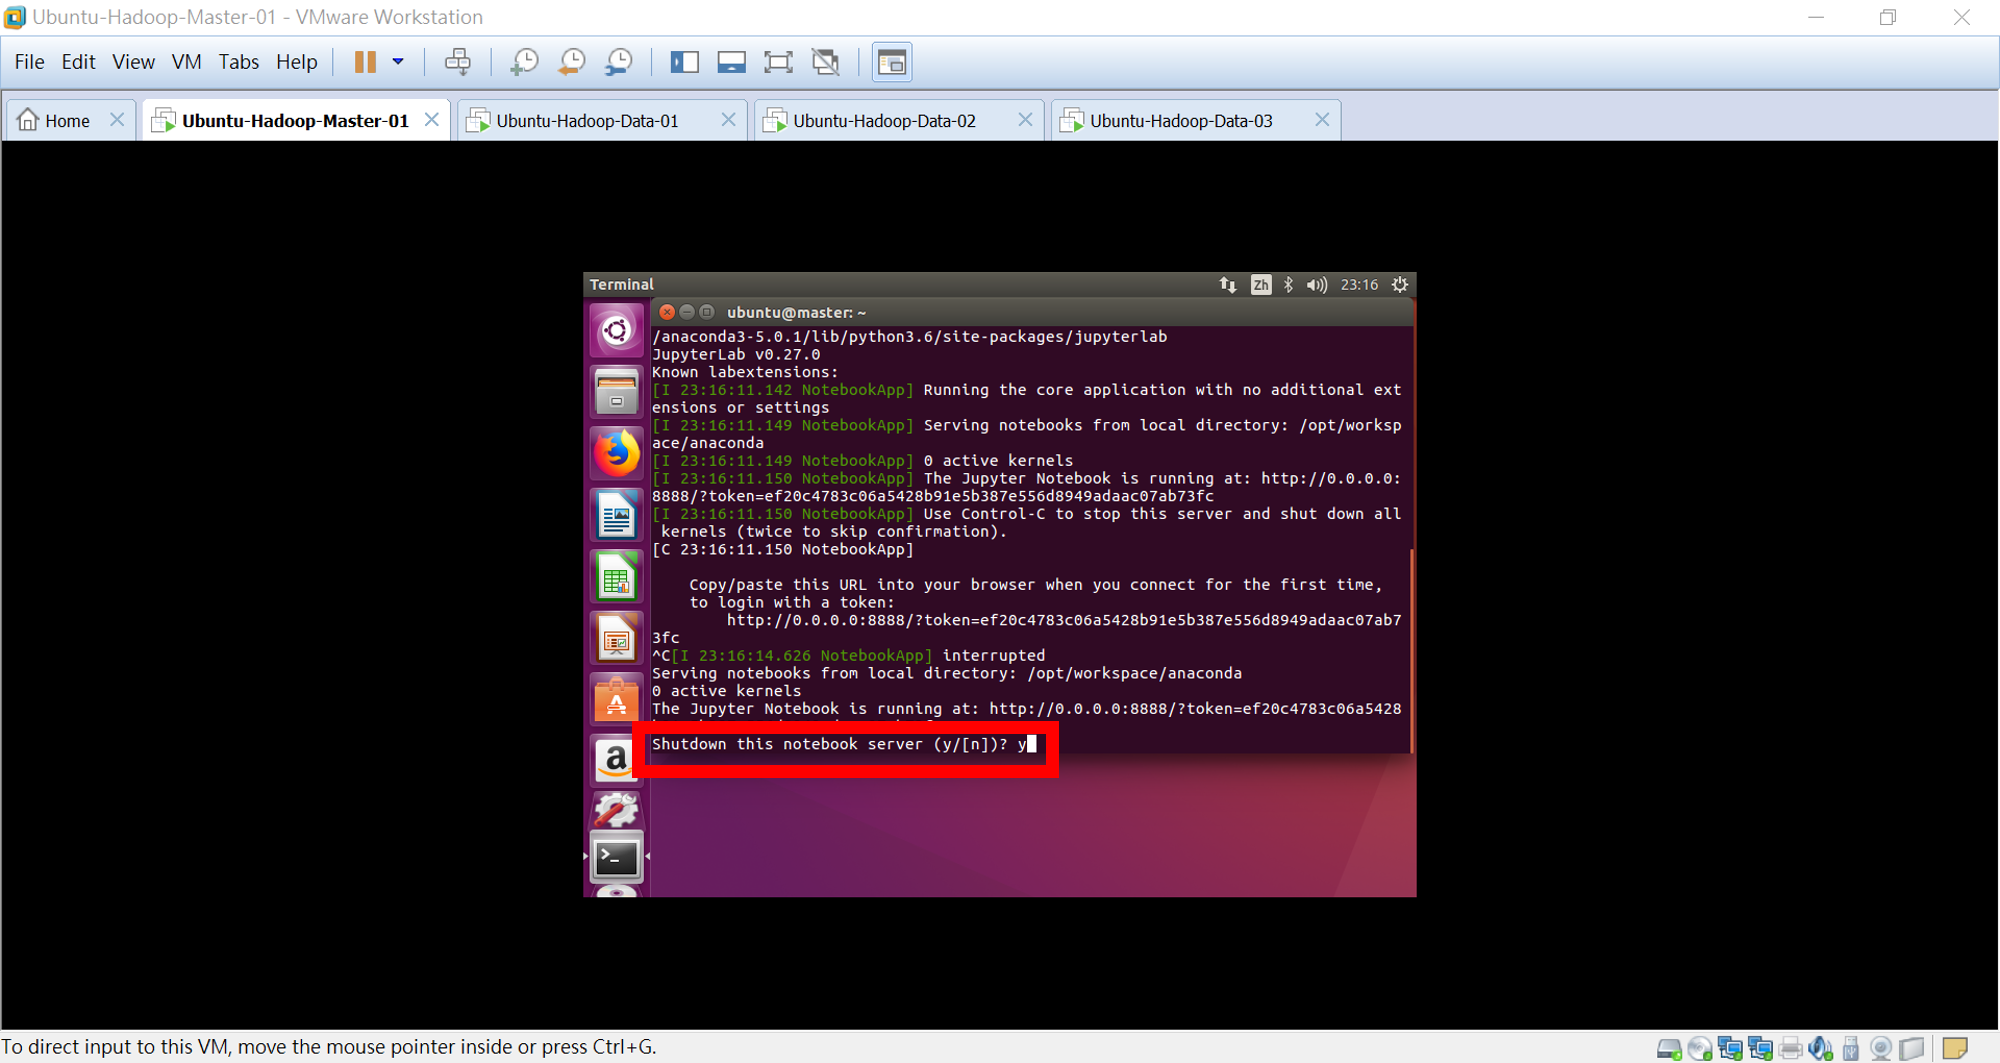 Ubuntu-Hadoop-Master-01 - VMware Workstation
File Edit View VM Tabs Help
Home Ubuntu-Hadoop-Master-01 Ubuntu-Hadoop-Data-01 Ubuntu-Hadoop-Data-02 Ubuntu-Hadoop-Data-03
Terminal Zh 23:16
ubuntu@master: ~
/anaconda3-5.0.1/lib/python3.6/site-packages/jupyterlab
JupyterLab v0.27.0
Known labextensions:
[I 23:16:11.142 NotebookApp] Running the core application with no additional ext
ensions or settings
[I 23:16:11.149 NotebookApp] Serving notebooks from local directory: /opt/worksp
ace/anaconda
[I 23:16:11.149 NotebookApp] 0 active kernels
[I 23:16:11.150 NotebookApp] The Jupyter Notebook is running at: http://0.0.0.0:
8888/?token=ef20c4783c06a5428b91e5b387e556d8949adaac07ab73fc
[I 23:16:11.150 NotebookApp] Use Control-C to stop this server and shut down all
kernels (twice to skip confirmation).
[C 23:16:11.150 NotebookApp]
Copy/paste this URL into your browser when you connect for the first time,
to login with a token:
http://0.0.0.0:8888/?token=ef20c4783c06a5428b91e5b387e556d8949adaac07ab7
3fc
^C[I 23:16:14.626 NotebookApp] interrupted
Serving notebooks from local directory: /opt/workspace/anaconda
0 active kernels
The Jupyter Notebook is running at: http://0.0.0.0:8888/?token=ef20c4783c06a5428
Shutdown this notebook server (y/[n])? y
To direct input to this VM, move the mouse pointer inside or press Ctrl+G.